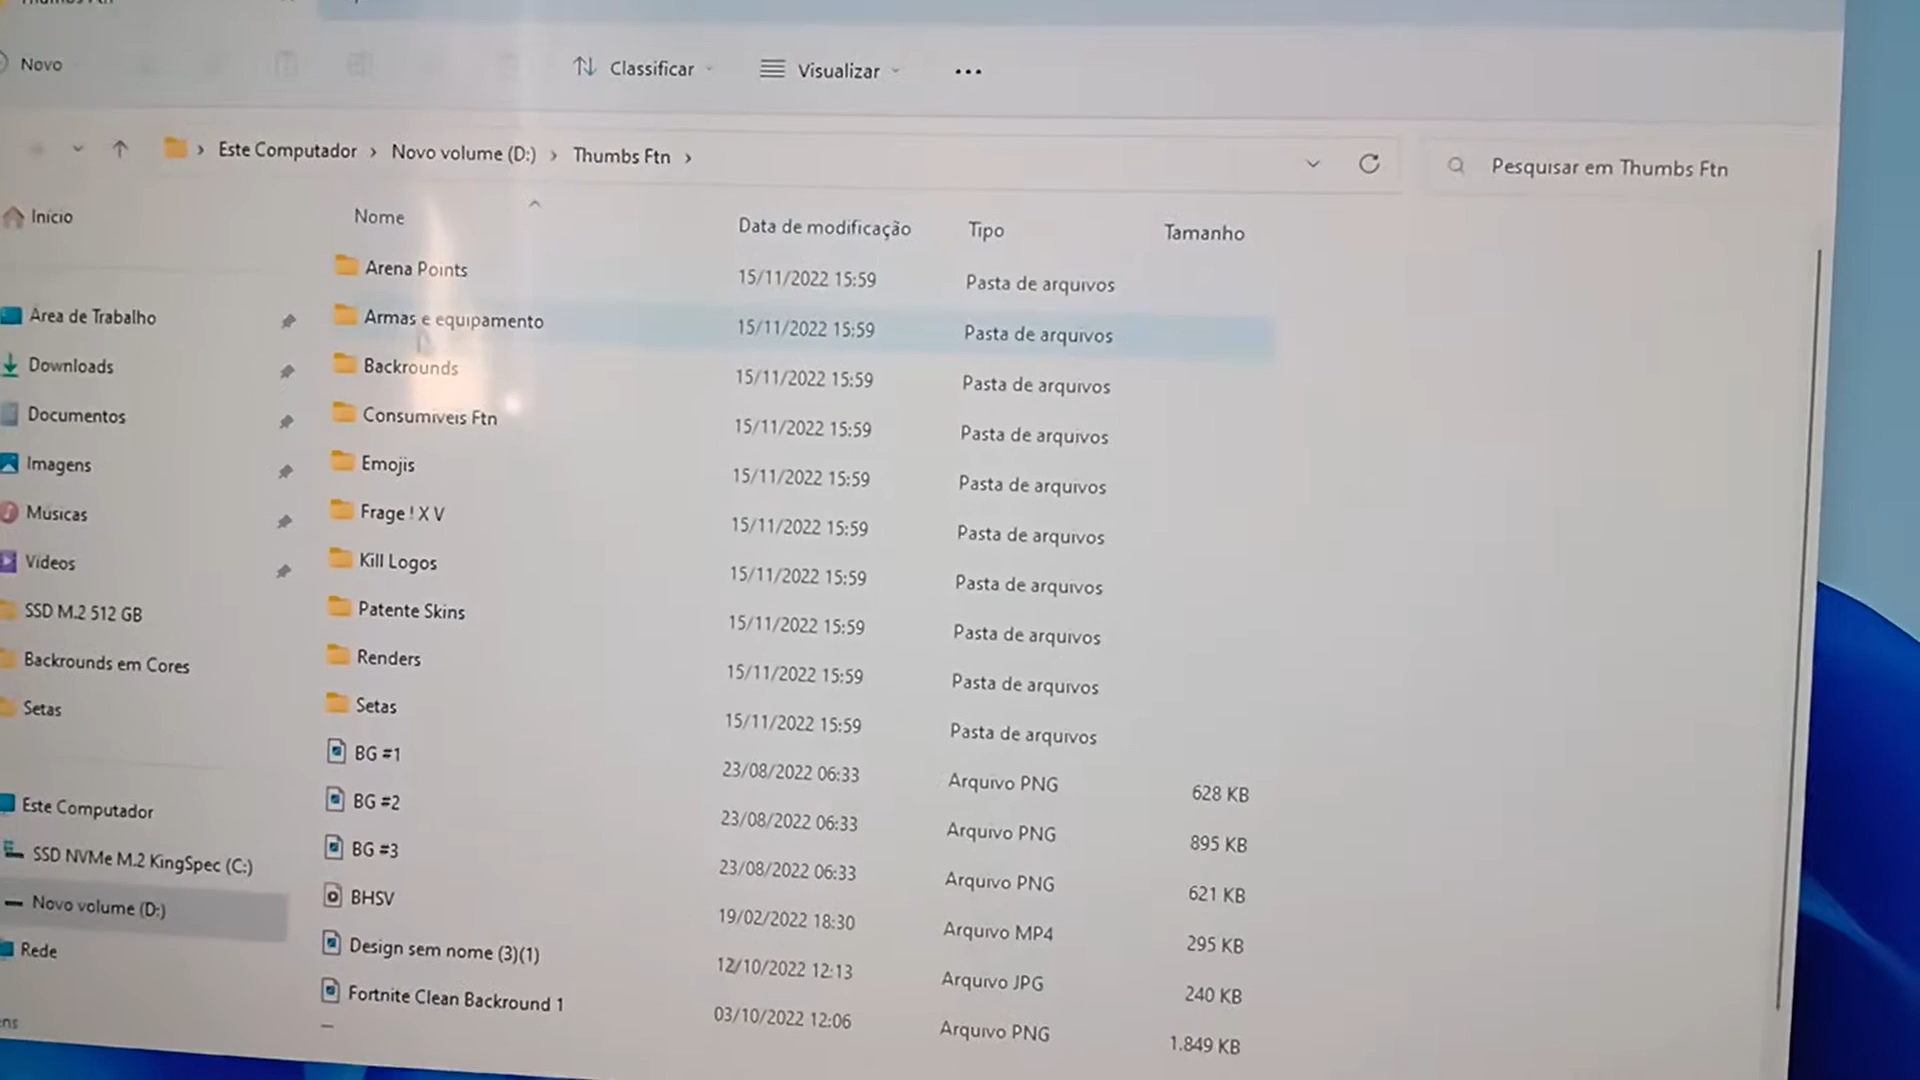 Novo
Classificar
Visualizar
Este Computador
Novo volume (D:)
Thumbs Ftn
Pesquisar em Thumbs Ftn
Início
Área de Trabalho
Downloads
Documentos
Imagens
Músicas
Vídeos
SSD M.2 512 GB
Backrounds em Cores
Setas
Este Computador
SSD NVMe M.2 KingSpec (C:)
Novo volume (D:)
Rede
Nome Data de modificação Tipo Tamanho
Arena Points 15/11/2022 15:59 Pasta de arquivos
Armas e equipamento 15/11/2022 15:59 Pasta de arquivos
Backrounds 15/11/2022 15:59 Pasta de arquivos
Consumíveis Ftn 15/11/2022 15:59 Pasta de arquivos
Emojis 15/11/2022 15:59 Pasta de arquivos
Frage ! X V 15/11/2022 15:59 Pasta de arquivos
Kill Logos 15/11/2022 15:59 Pasta de arquivos
Patente Skins 15/11/2022 15:59 Pasta de arquivos
Renders 15/11/2022 15:59 Pasta de arquivos
Setas 15/11/2022 15:59 Pasta de arquivos
BG #1 23/08/2022 06:33 Arquivo PNG 628 KB
BG #2 23/08/2022 06:33 Arquivo PNG 895 KB
BG #3 23/08/2022 06:33 Arquivo PNG 621 KB
BHSV 19/02/2022 18:30 Arquivo MP4 295 KB
Design sem nome (3)(1) 12/10/2022 12:13 Arquivo JPG 240 KB
Fortnite Clean Backround 1 03/10/2022 12:06 Arquivo PNG 1.849 KB